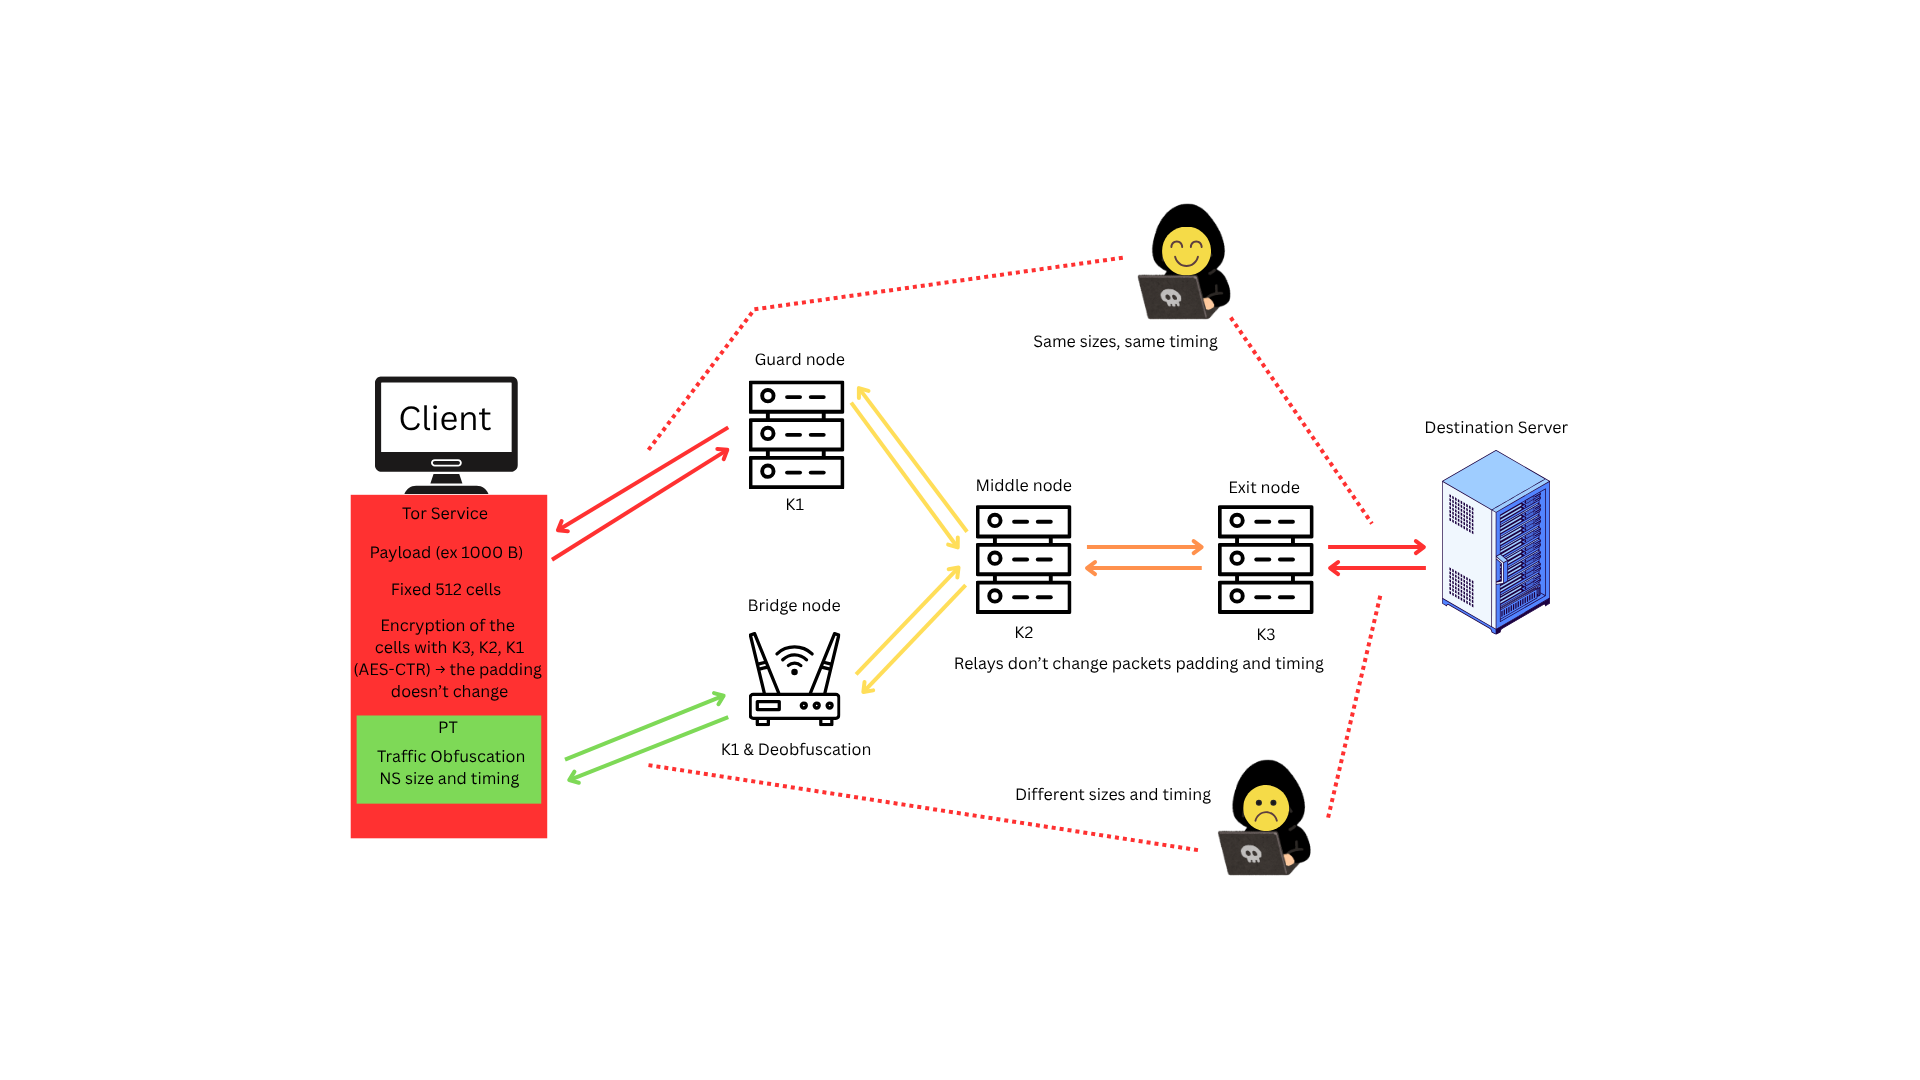 Client
Tor Service
Payload (ex 1000 B)
Fixed 512 cells
Encryption of the
cells with K3, K2, K1
(AES-CTR) → the padding
doesn't change
PT
Traffic Obfuscation
NS size and timing
Guard node
K1
Bridge node
K1 & Deobfuscation
Same sizes, same timing
Middle node
K2
Exit node
K3
Relays don't change packets padding and timing
Destination Server
Different sizes and timing